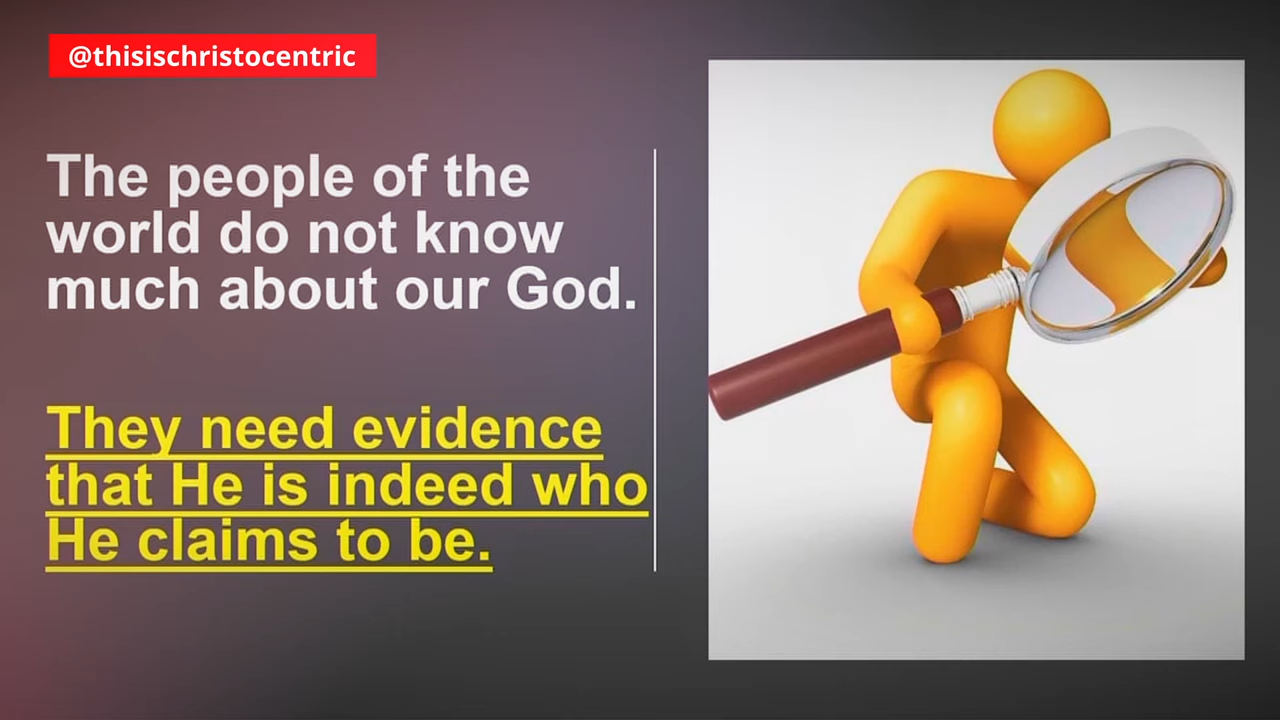 @thisischristocentric
The people of the
world do not know
much about our God.
They need evidence
that He is indeed who
He claims to be.